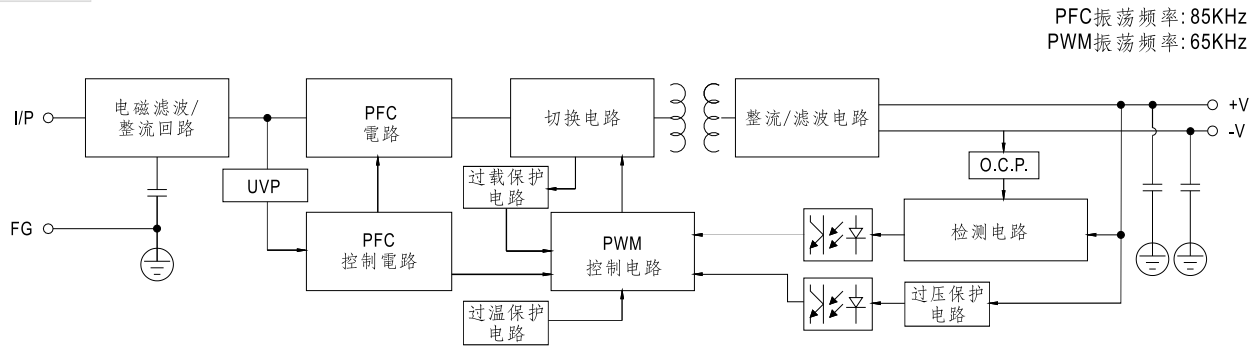 PFC振荡频率: 85KHz
PWM振荡频率: 65KHz
I/P
电磁滤波/
整流回路
PFC
電路
切换电路
整流/滤波电路
+V
-V
UVP
过载保护
电路
O.C.P.
FG
PFC
控制電路
PWM
控制电路
检测电路
过温保护
电路
过压保护
电路